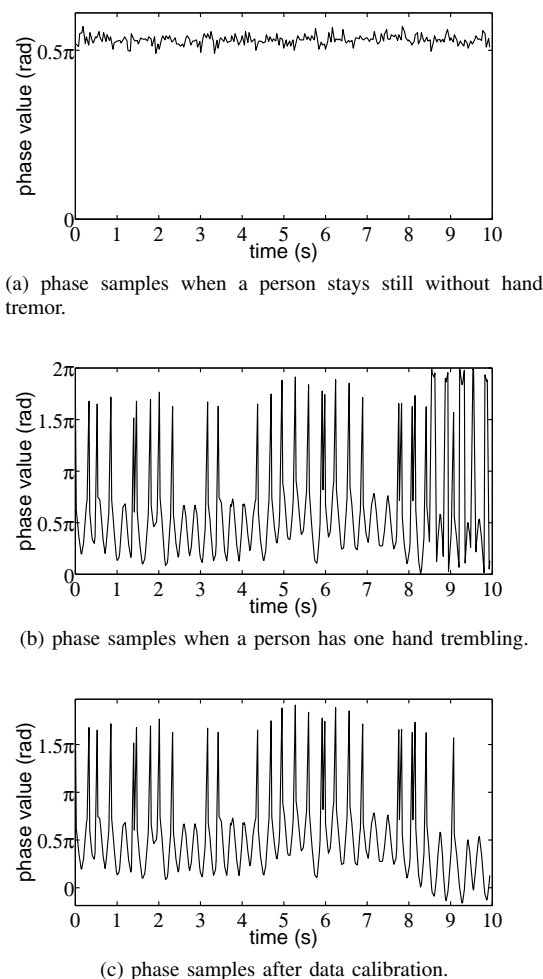 0.5π
phase value (rad)
0
0 1 2 3 4 5 6 7 8 9 10
time (s)
(a) phase samples when a person stays still without hand
tremor.
2π
1.5π
π
0.5π
0
phase value (rad)
0 1 2 3 4 5 6 7 8 9 10
time (s)
(b) phase samples when a person has one hand trembling.
1.5π
π
0.5π
0
phase value (rad)
0 1 2 3 4 5 6 7 8 9 10
time (s)
(c) phase samples after data calibration.